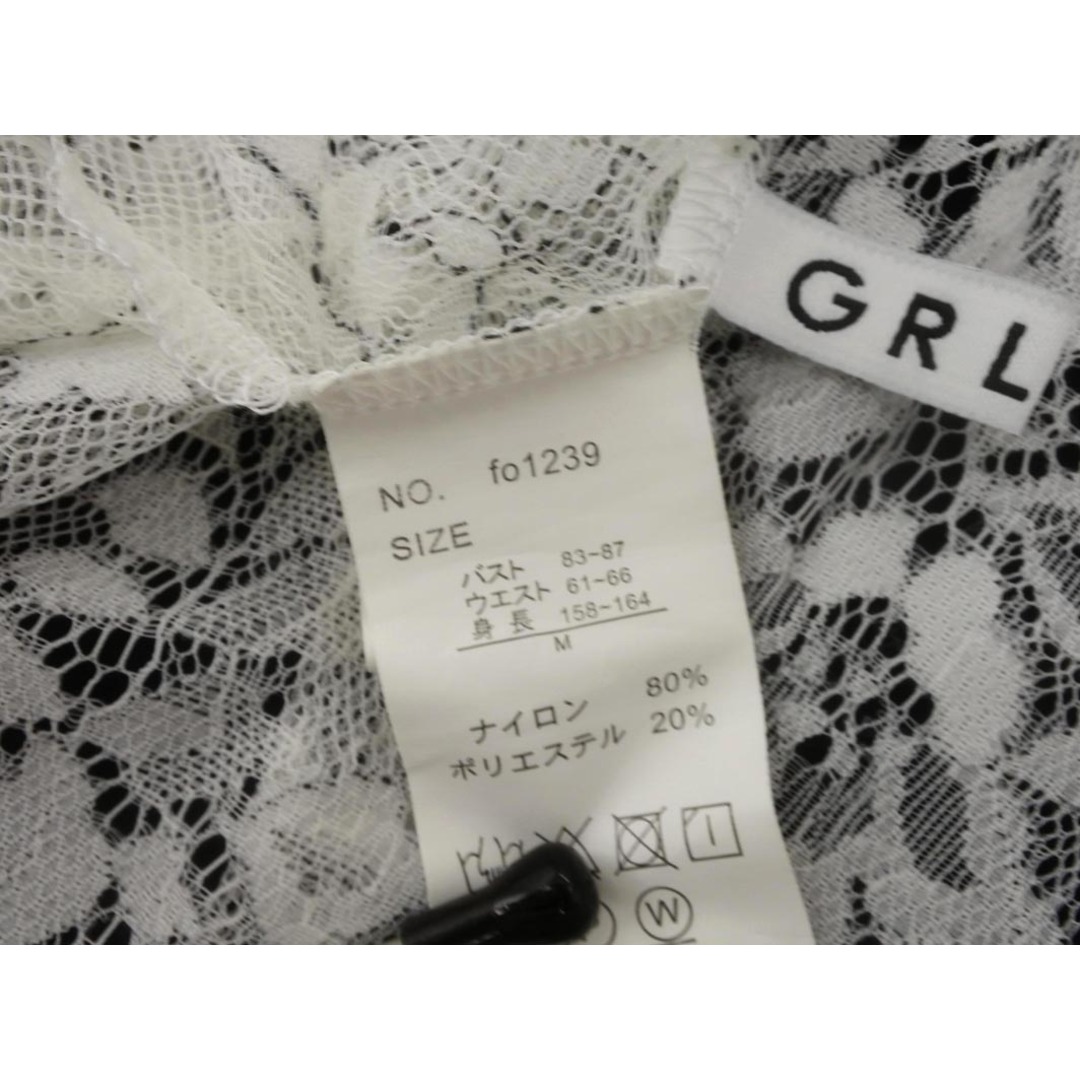 GRL
NO. fo1239
SIZE
バスト 83~87
ウエスト 61~66
身長 158~164
M
ナイロン 80%
ポリエステル 20%
W